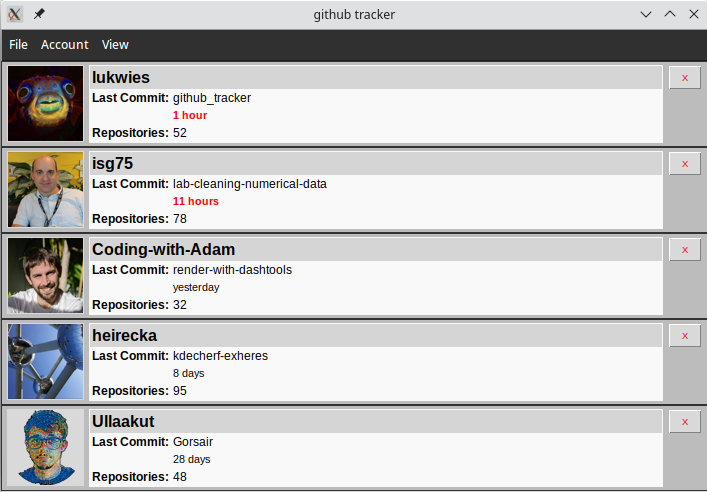 github tracker
File Account View
lukwies
x
Last Commit: github_tracker
1 hour
Repositories: 52
isg75
x
Last Commit: lab-cleaning-numerical-data
11 hours
Repositories: 78
Coding-with-Adam
x
Last Commit: render-with-dashtools
yesterday
Repositories: 32
heirecka
x
Last Commit: kdecherf-exheres
8 days
Repositories: 95
Ullaakut
x
Last Commit: Gorsair
28 days
Repositories: 48